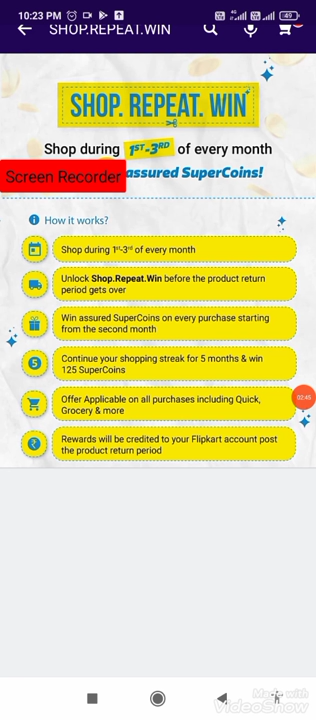 10:23 PM
49
SHOP.REPEAT.WIN
SHOP. REPEAT. WIN
Shop during 1ST-3RD of every month
Screen Recorder
assured SuperCoins!
How it works?
Shop during 1st-3rd of every month
Unlock Shop.Repeat.Win before the product return
period gets over
Win assured SuperCoins on every purchase starting
from the second month
Continue your shopping streak for 5 months & win
125 SuperCoins
Offer Applicable on all purchases including Quick,
Grocery & more
02:45
Rewards will be credited to your Flipkart account post
the product return period
Made with
VideoShow